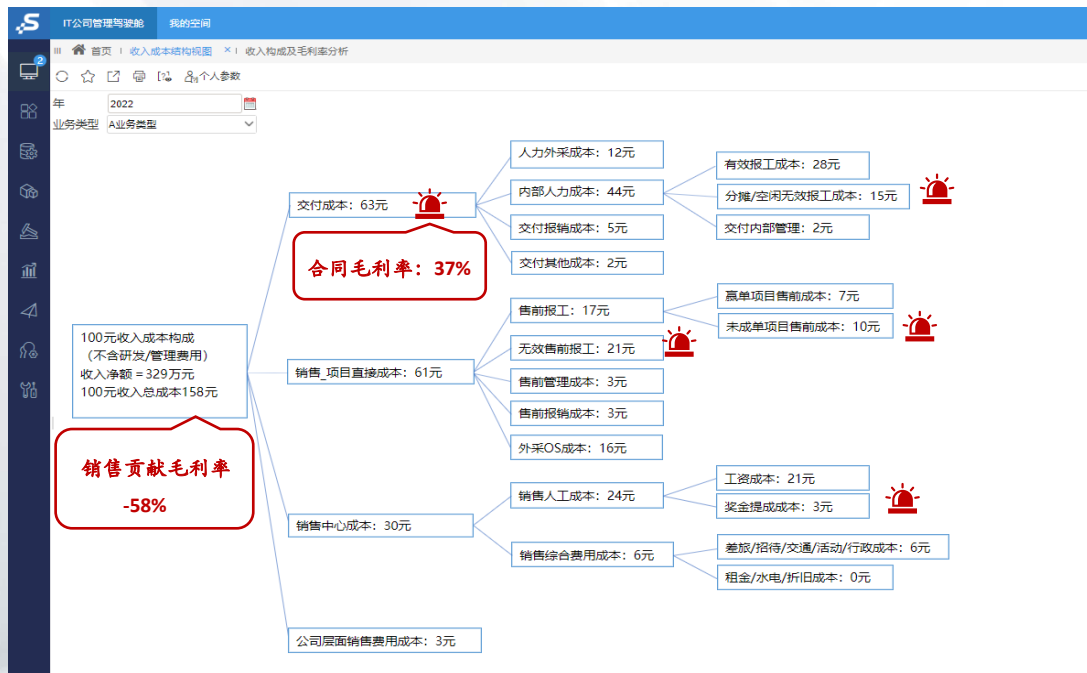 S
IT公司管理驾驶舱
我的空间
2
首页
收入成本结构视图
×
收入构成及毛利率分析
个人参数
年
2022
业务类型
A业务类型
100元收入成本构成
（不含研发/管理费用）
收入净额＝329万元
100元收入总成本158元
销售贡献毛利率
-58%
交付成本：63元
合同毛利率：37%
人力外采成本：12元
内部人力成本：44元
交付报销成本：5元
交付其他成本：2元
有效报工成本：28元
分摊/空闲无效报工成本：15元
交付内部管理：2元
销售_项目直接成本：61元
售前报工：17元
无效售前报工：21元
售前管理成本：3元
售前报销成本：3元
外采OS成本：16元
赢单项目售前成本：7元
未成单项目售前成本：10元
销售中心成本：30元
销售人工成本：24元
销售综合费用成本：6元
工资成本：21元
奖金提成成本：3元
差旅/招待/交通/活动/行政成本：6元
租金/水电/折旧成本：0元
公司层面销售费用成本：3元